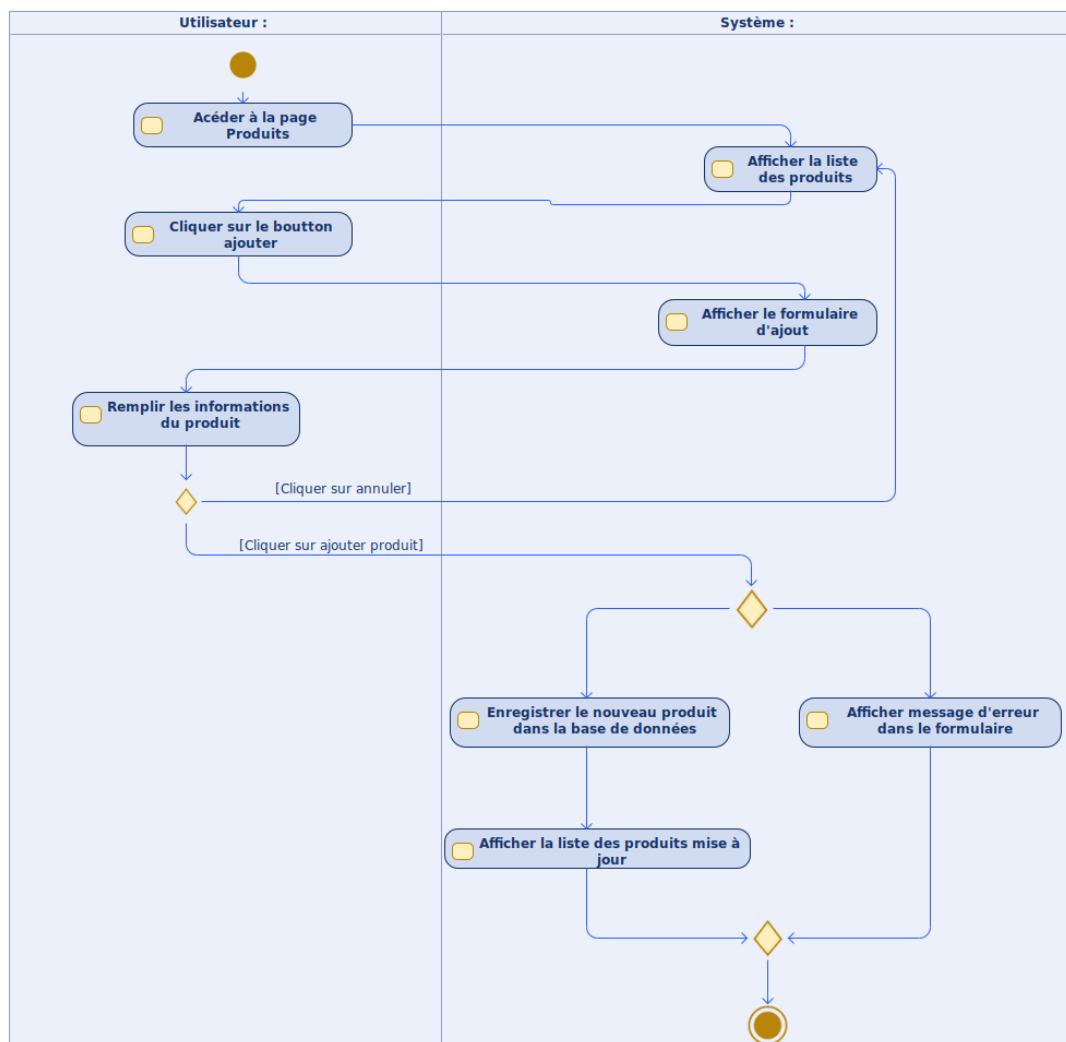 Utilisateur :
Système :
Acéder à la page
Produits
Afficher la liste
des produits
Cliquer sur le boutton
ajouter
Afficher le formulaire
d'ajout
Remplir les informations
du produit
[Cliquer sur annuler]
[Cliquer sur ajouter produit]
Enregistrer le nouveau produit
dans la base de données
Afficher message d'erreur
dans le formulaire
Afficher la liste des produits mise à
jour